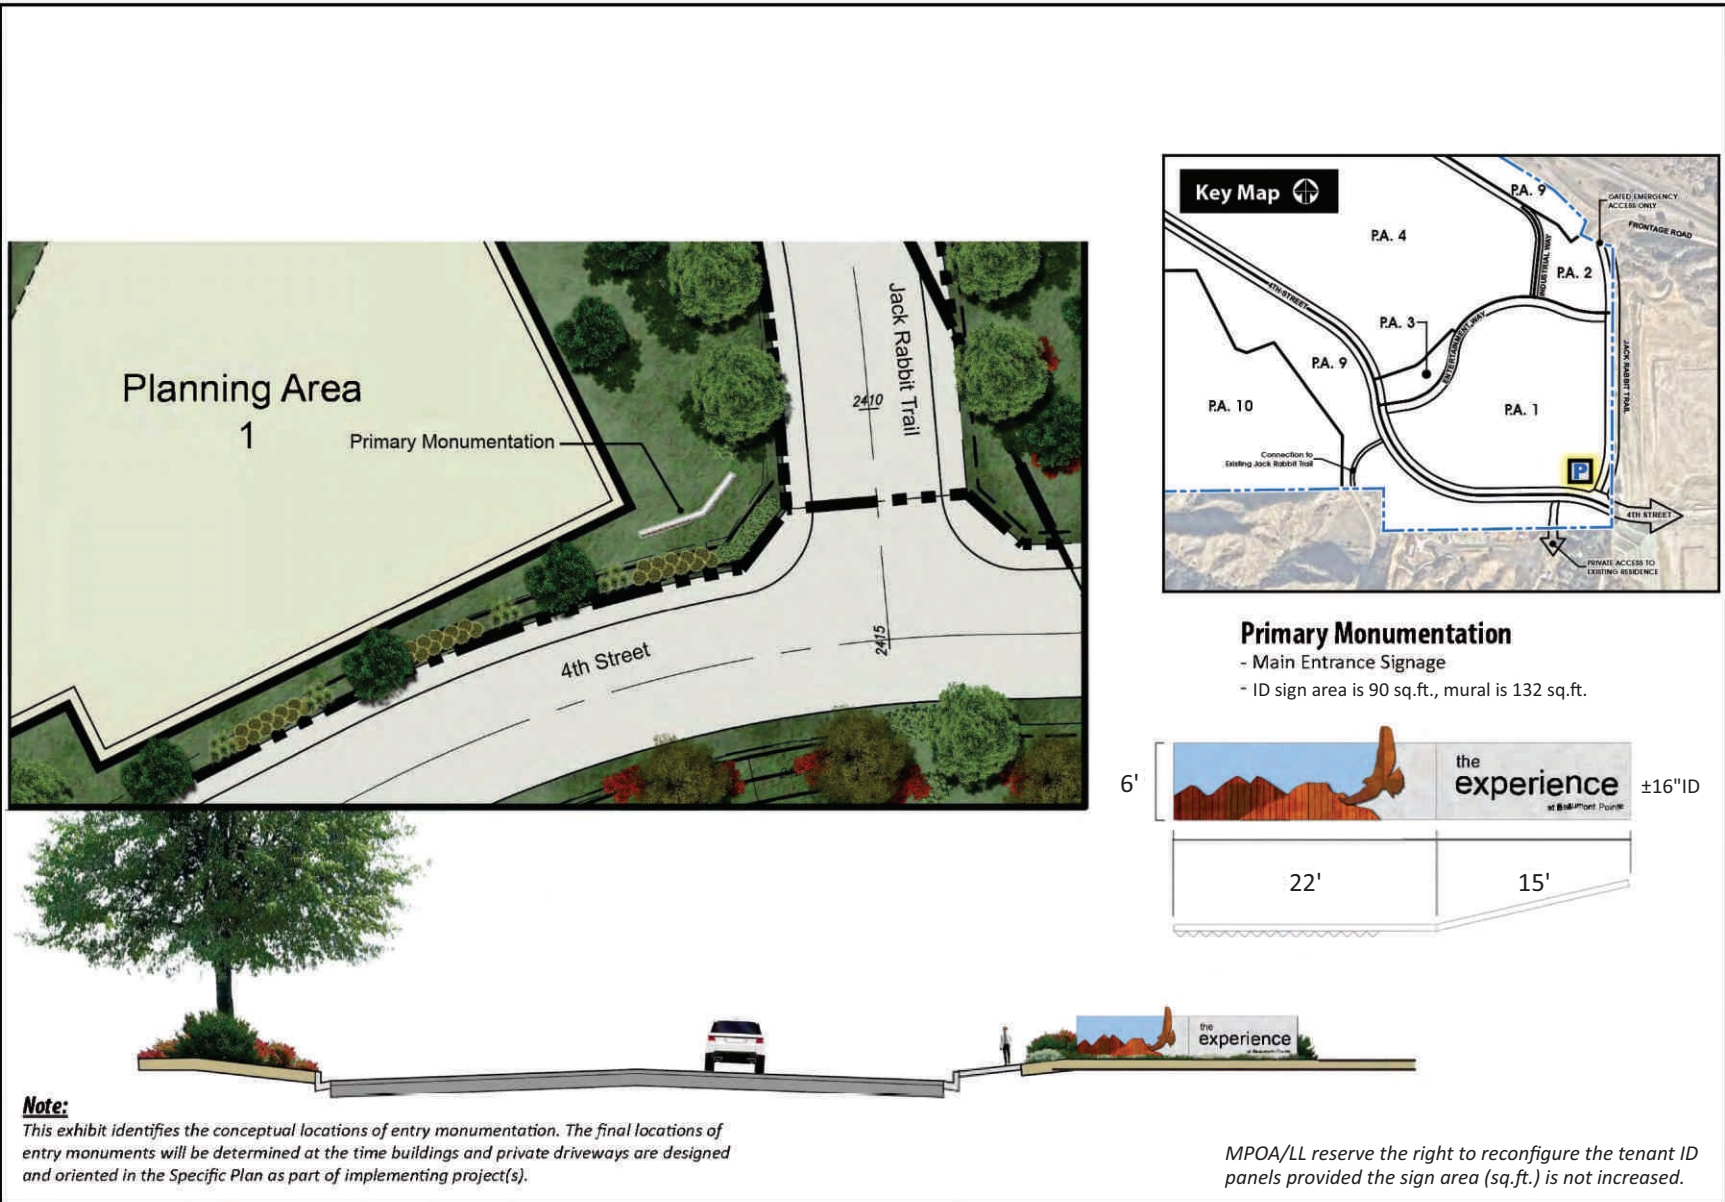 Planning Area
1
Primary Monumentation
Jack Rabbit Trail
2410
2415
4th Street
Key Map
P.A. 9
GATED EMERGENCY
ACCESS ONLY
FRONTAGE ROAD
P.A. 4
INDUSTRIAL WAY
P.A. 2
4TH STREET
P.A. 3
ENTERTAINMENT WAY
P.A. 9
JACK RABBIT TRAIL
P.A. 10
P.A. 1
Connection to
Existing Jack Rabbit Trail
P
4TH STREET
PRIVATE ACCESS TO
EXISTING RESIDENCE
Primary Monumentation
- Main Entrance Signage
- ID sign area is 90 sq.ft., mural is 132 sq.ft.
6'
the
experience
at Beaumont Pointe
±16"ID
22'
15'
the
experience
at Beaumont Pointe
Note:
This exhibit identifies the conceptual locations of entry monumentation. The final locations of
entry monuments will be determined at the time buildings and private driveways are designed
and oriented in the Specific Plan as part of implementing project(s).
MPOA/LL reserve the right to reconfigure the tenant ID
panels provided the sign area (sq.ft.) is not increased.